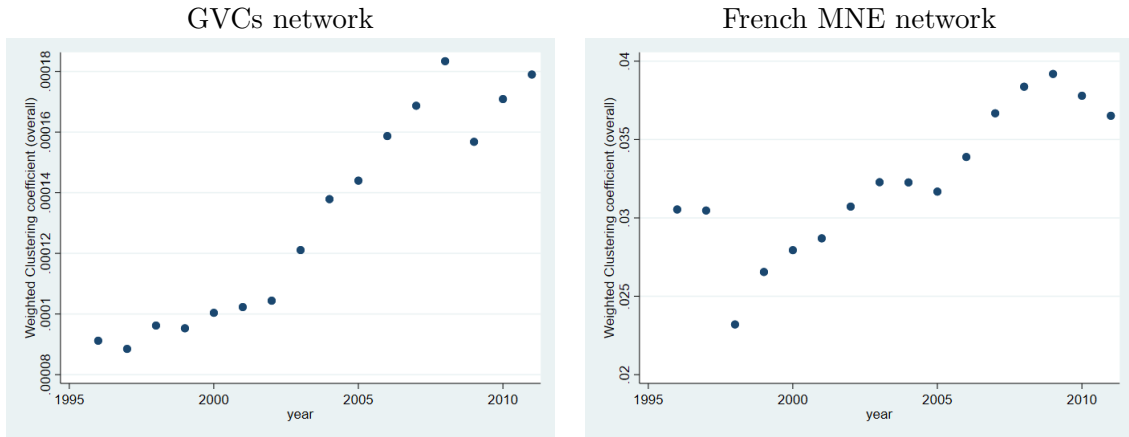 GVCs network
Weighted Clustering coefficient (overall)
.00018
.00016
.00014
.00012
.0001
.00008
1995 2000 2005 2010
year
French MNE network
Weighted Clustering coefficient (overall)
.04
.035
.03
.025
.02
1995 2000 2005 2010
year